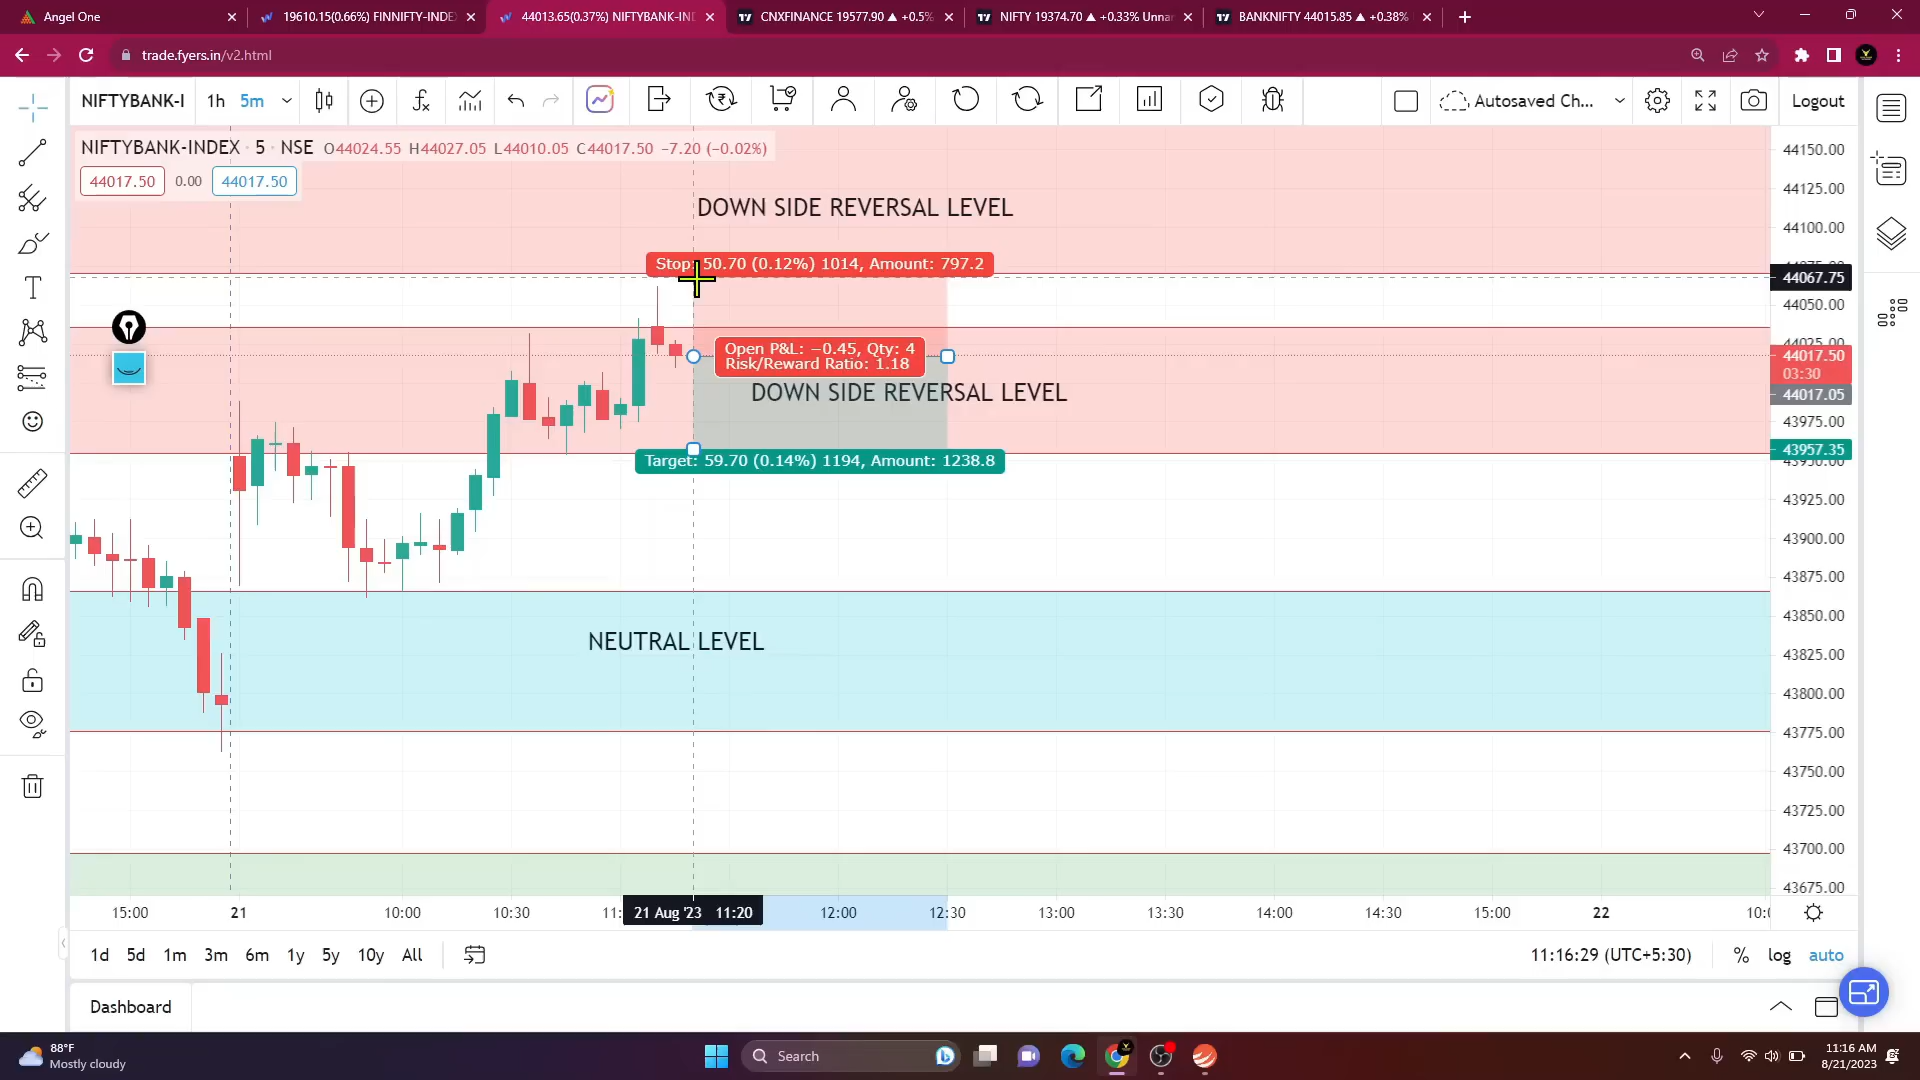 Angel One
19610.15(0.66%) FINNIFTY-INDEX
44013.65(0.37%) NIFTYBANK-IND
CNXFINANCE 19577.90 ▲ +0.5%
NIFTY 19374.70 ▲ +0.33% Unnar
BANKNIFTY 44015.85 ▲ +0.38%
trade.fyers.in/v2.html
NIFTYBANK-I 1h 5m
Autosaved Ch...
Logout
NIFTYBANK-INDEX · 5 · NSE O44024.55 H44027.05 L44010.05 C44017.50 −7.20 (−0.02%)
44017.50 0.00 44017.50
44150.00
44125.00
DOWN SIDE REVERSAL LEVEL
44100.00
Stop: 50.70 (0.12%) 1014, Amount: 797.2
44067.75
44050.00
Open P&L: −0.45, Qty: 4
Risk/Reward Ratio: 1.18
44017.50
03:30
DOWN SIDE REVERSAL LEVEL
44017.05
43975.00
43957.35
Target: 59.70 (0.14%) 1194, Amount: 1238.8
43950.00
43925.00
43900.00
43875.00
43850.00
NEUTRAL LEVEL
43825.00
43800.00
43775.00
43750.00
43725.00
43700.00
43675.00
15:00 21 10:00 10:30 11: 21 Aug '23 11:20 12:00 12:30 13:00 13:30 14:00 14:30 15:00 22 10:0
1d 5d 1m 3m 6m 1y 5y 10y All
11:16:29 (UTC+5:30) % log auto
Dashboard
88°F
Mostly cloudy
Search
11:16 AM
8/21/2023